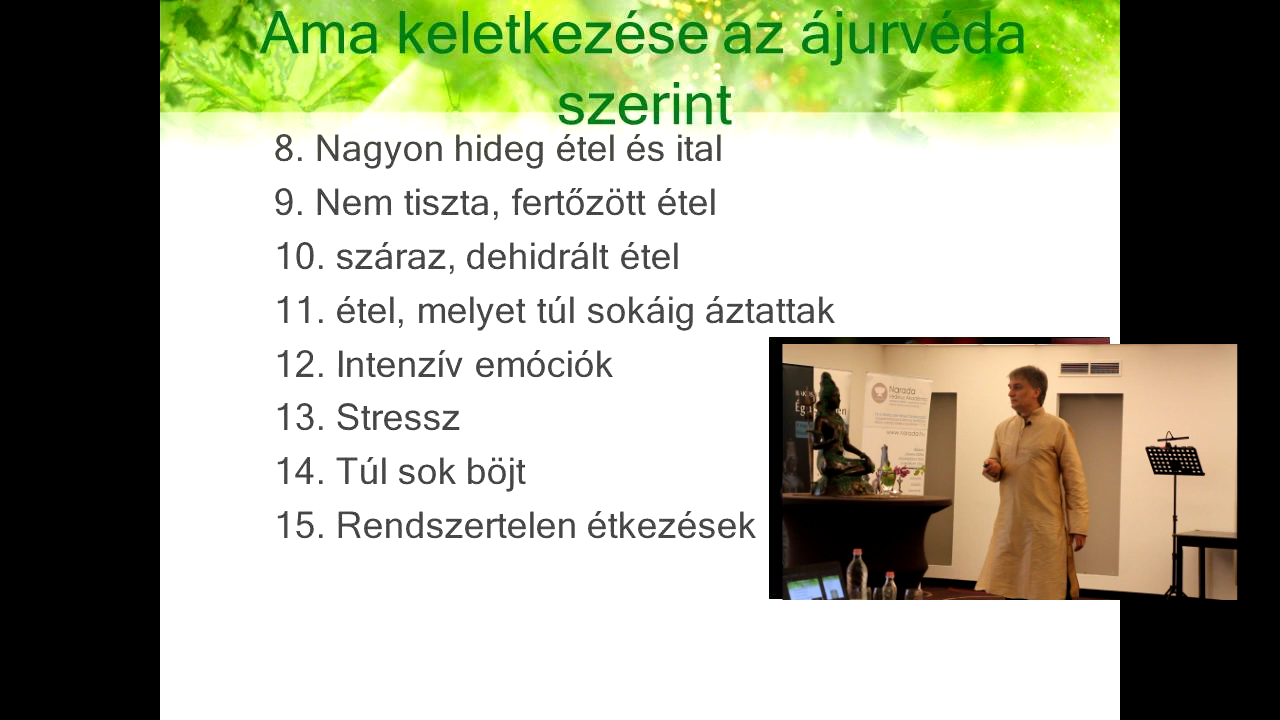 Ama keletkezése az ájurvéda
szerint
8. Nagyon hideg étel és ital
9. Nem tiszta, fertőzött étel
10. száraz, dehidrált étel
11. étel, melyet túl sokáig áztattak
12. Intenzív emóciók
13. Stressz
14. Túl sok böjt
15. Rendszertelen étkezések
Narada